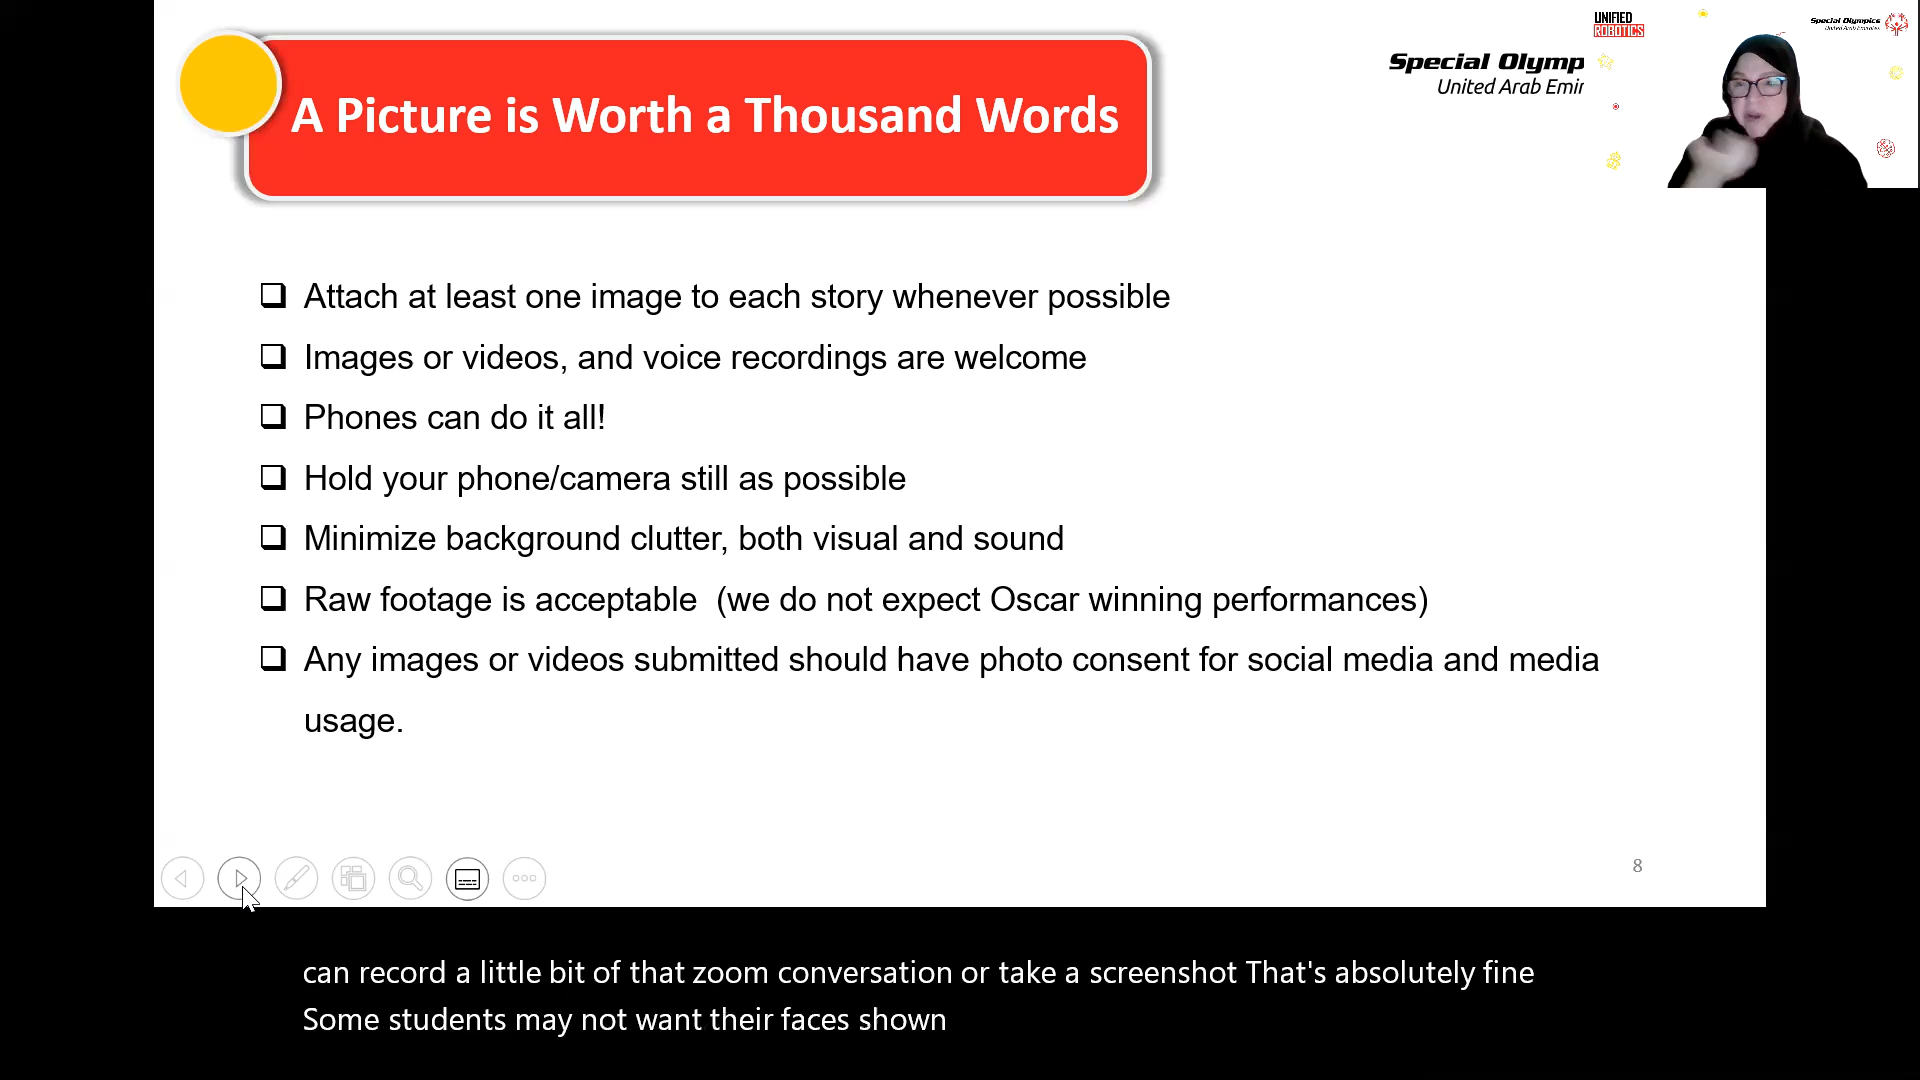 A Picture is Worth a Thousand Words
Special Olymp
United Arab Emir
UNIFIED
ROBOTICS
Special Olympics
United Arab Emirates
❑ Attach at least one image to each story whenever possible
❑ Images or videos, and voice recordings are welcome
❑ Phones can do it all!
❑ Hold your phone/camera still as possible
❑ Minimize background clutter, both visual and sound
❑ Raw footage is acceptable  (we do not expect Oscar winning performances)
❑ Any images or videos submitted should have photo consent for social media and media
usage.
8
can record a little bit of that zoom conversation or take a screenshot That's absolutely fine
Some students may not want their faces shown